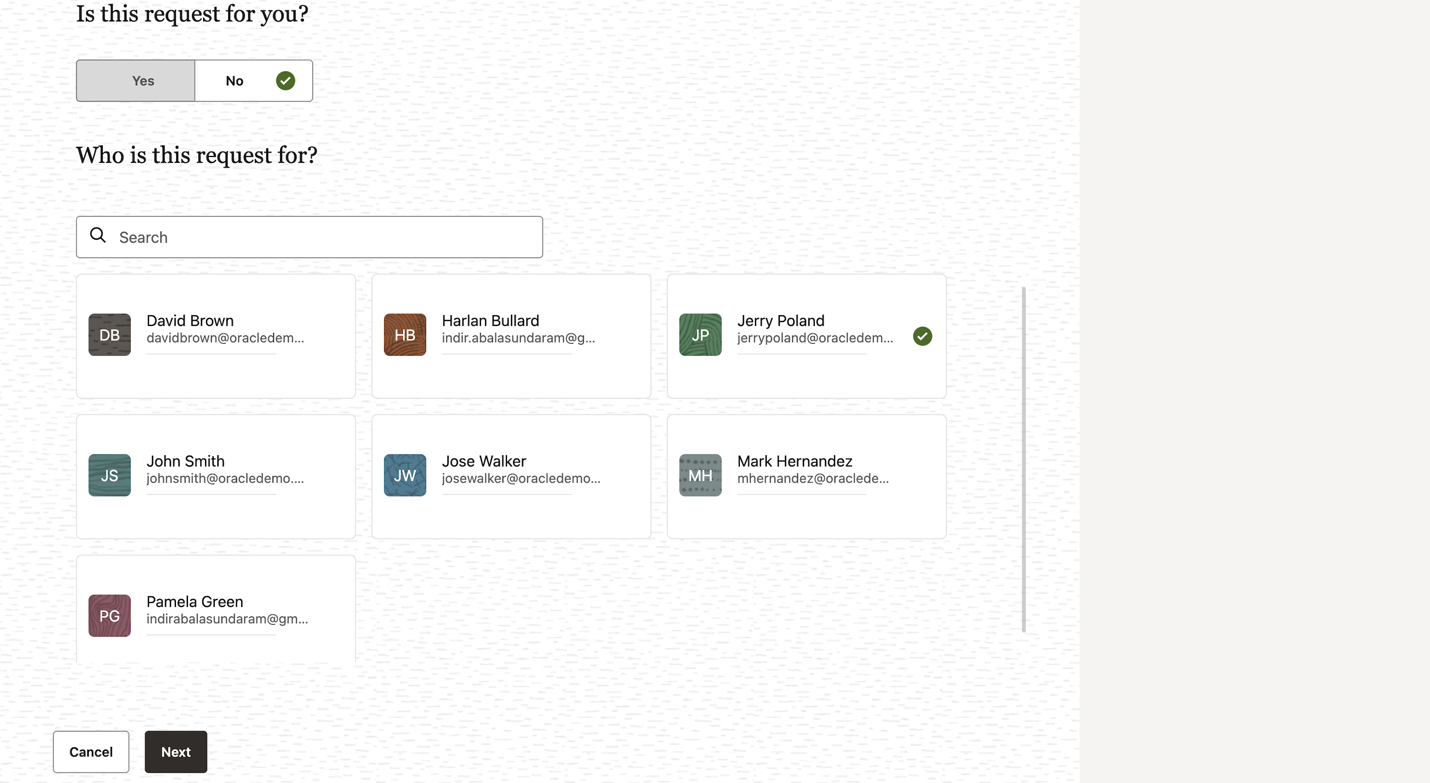 Is this request for you?
Yes
No
Who is this request for?
Search
DB
David Brown
davidbrown@oracledem...
HB
Harlan Bullard
indir.abalasundaram@g...
JP
Jerry Poland
jerrypoland@oracledem...
JS
John Smith
johnsmith@oracledemo....
JW
Jose Walker
josewalker@oracledemo...
MH
Mark Hernandez
mhernandez@oraclede...
PG
Pamela Green
indirabalasundaram@gm...
Cancel
Next